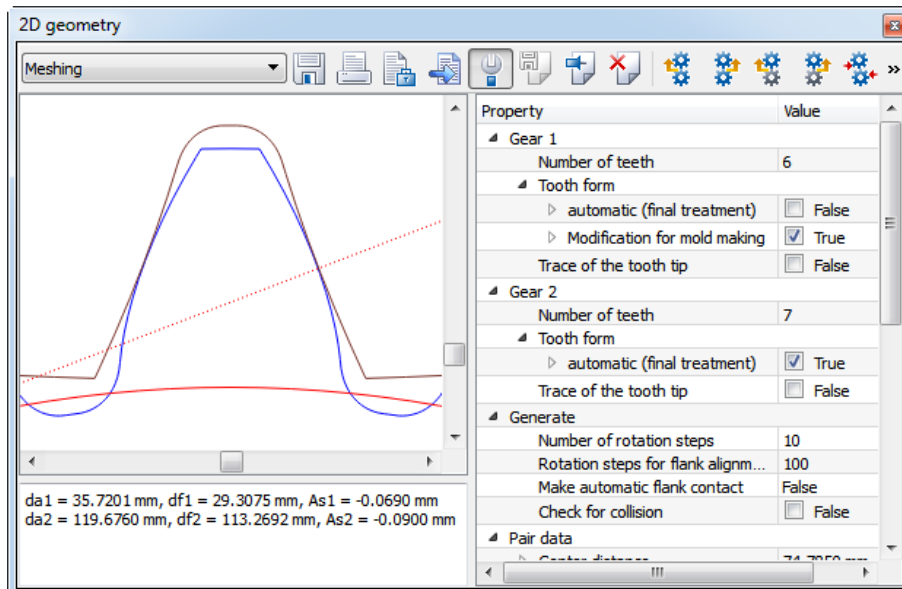 2D geometry
Meshing
»
Property Value
Gear 1
Number of teeth 6
Tooth form
automatic (final treatment) False
Modification for mold making True
Trace of the tooth tip False
Gear 2
Number of teeth 7
Tooth form
automatic (final treatment) True
Trace of the tooth tip False
Generate
Number of rotation steps 10
Rotation steps for flank alignm... 100
Make automatic flank contact False
Check for collision False
Pair data
Center distance
da1 = 35.7201 mm, df1 = 29.3075 mm, As1 = -0.0690 mm
da2 = 119.6760 mm, df2 = 113.2692 mm, As2 = -0.0900 mm